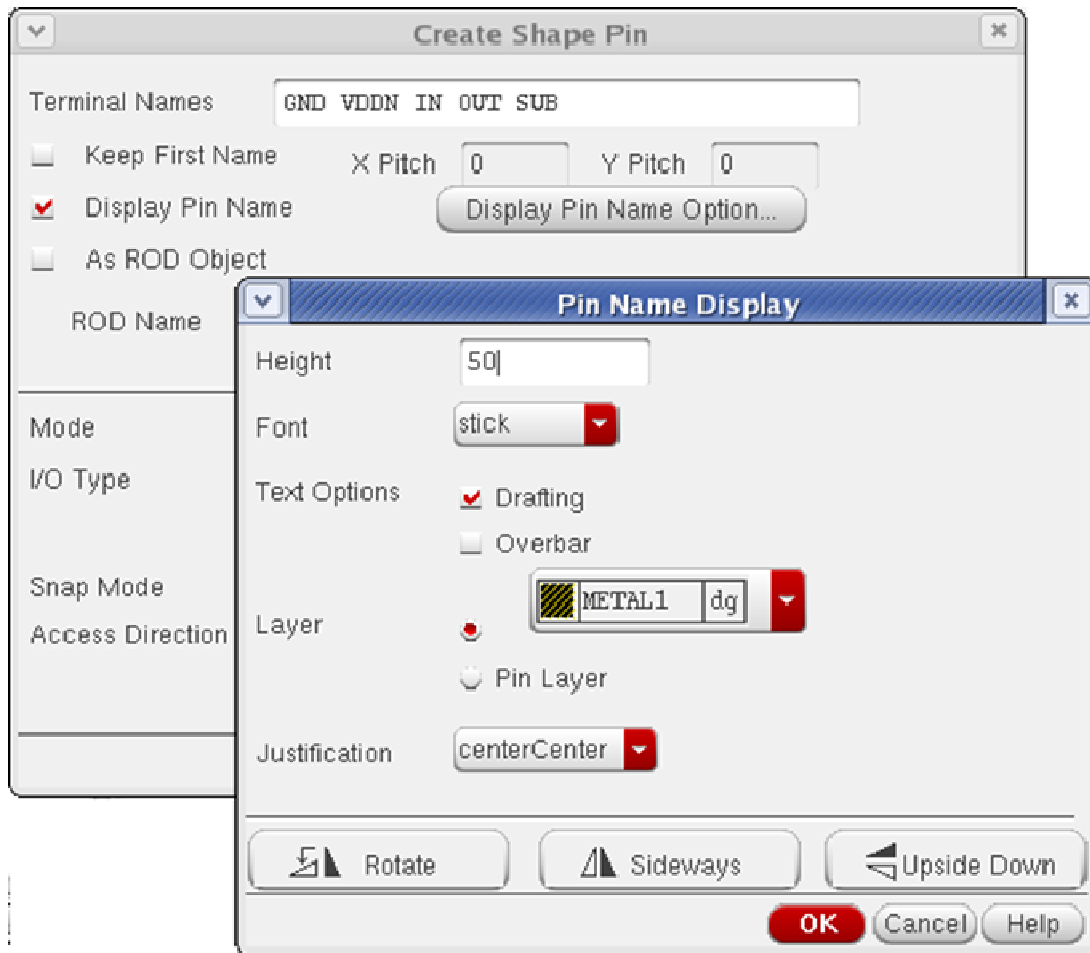 Create Shape Pin
Terminal Names GND VDDN IN OUT SUB
Keep First Name X Pitch 0 Y Pitch 0
Display Pin Name Display Pin Name Option...
As ROD Object
ROD Name
Mode
I/O Type
Snap Mode
Access Direction
Pin Name Display
Height 50
Font stick
Text Options Drafting
Overbar
Layer METAL1 dg
Pin Layer
Justification centerCenter
Rotate Sideways Upside Down
OK Cancel Help